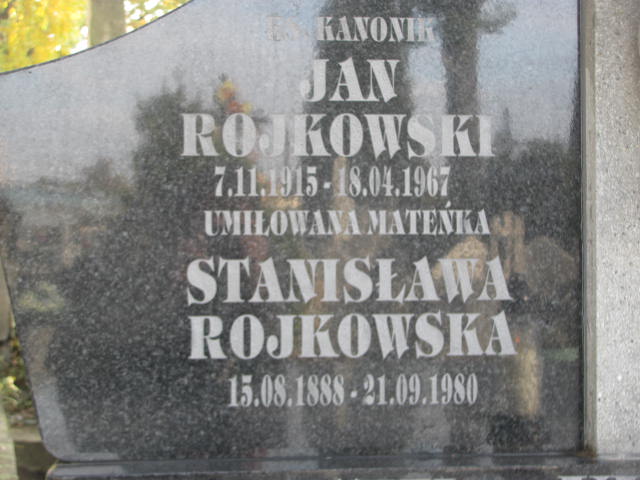 KS. KANONIK
JAN
ROJKOWSKI
7.11.1915 - 18.04.1967
UMIŁOWANA MATEŃKA
STANISŁAWA
ROJKOWSKA
15.08.1888 - 21.09.1980